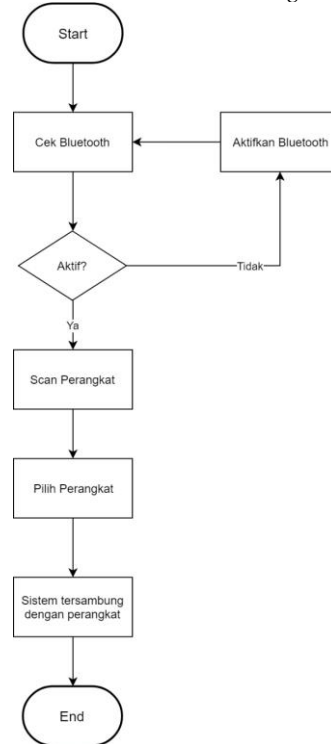 Start
Cek Bluetooth
Aktifkan Bluetooth
Aktif?
Tidak
Ya
Scan Perangkat
Pilih Perangkat
Sistem tersambung
dengan perangkat
End